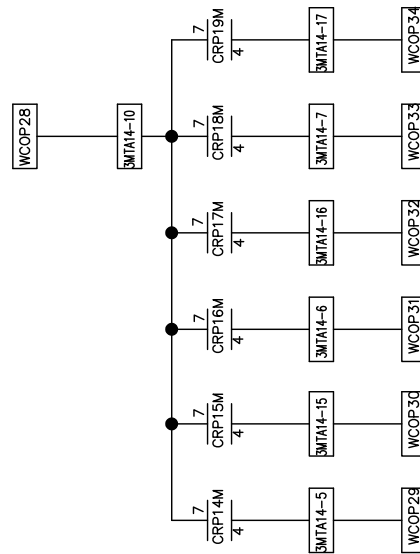 WCOP28
3MTA14-10
7
CRP19M
4
3MTA14-17
WCOP34
7
CRP18M
4
3MTA14-7
WCOP33
7
CRP17M
4
3MTA14-16
WCOP32
7
CRP16M
4
3MTA14-6
WCOP31
7
CRP15M
4
3MTA14-15
WCOP30
7
CRP14M
4
3MTA14-5
WCOP29